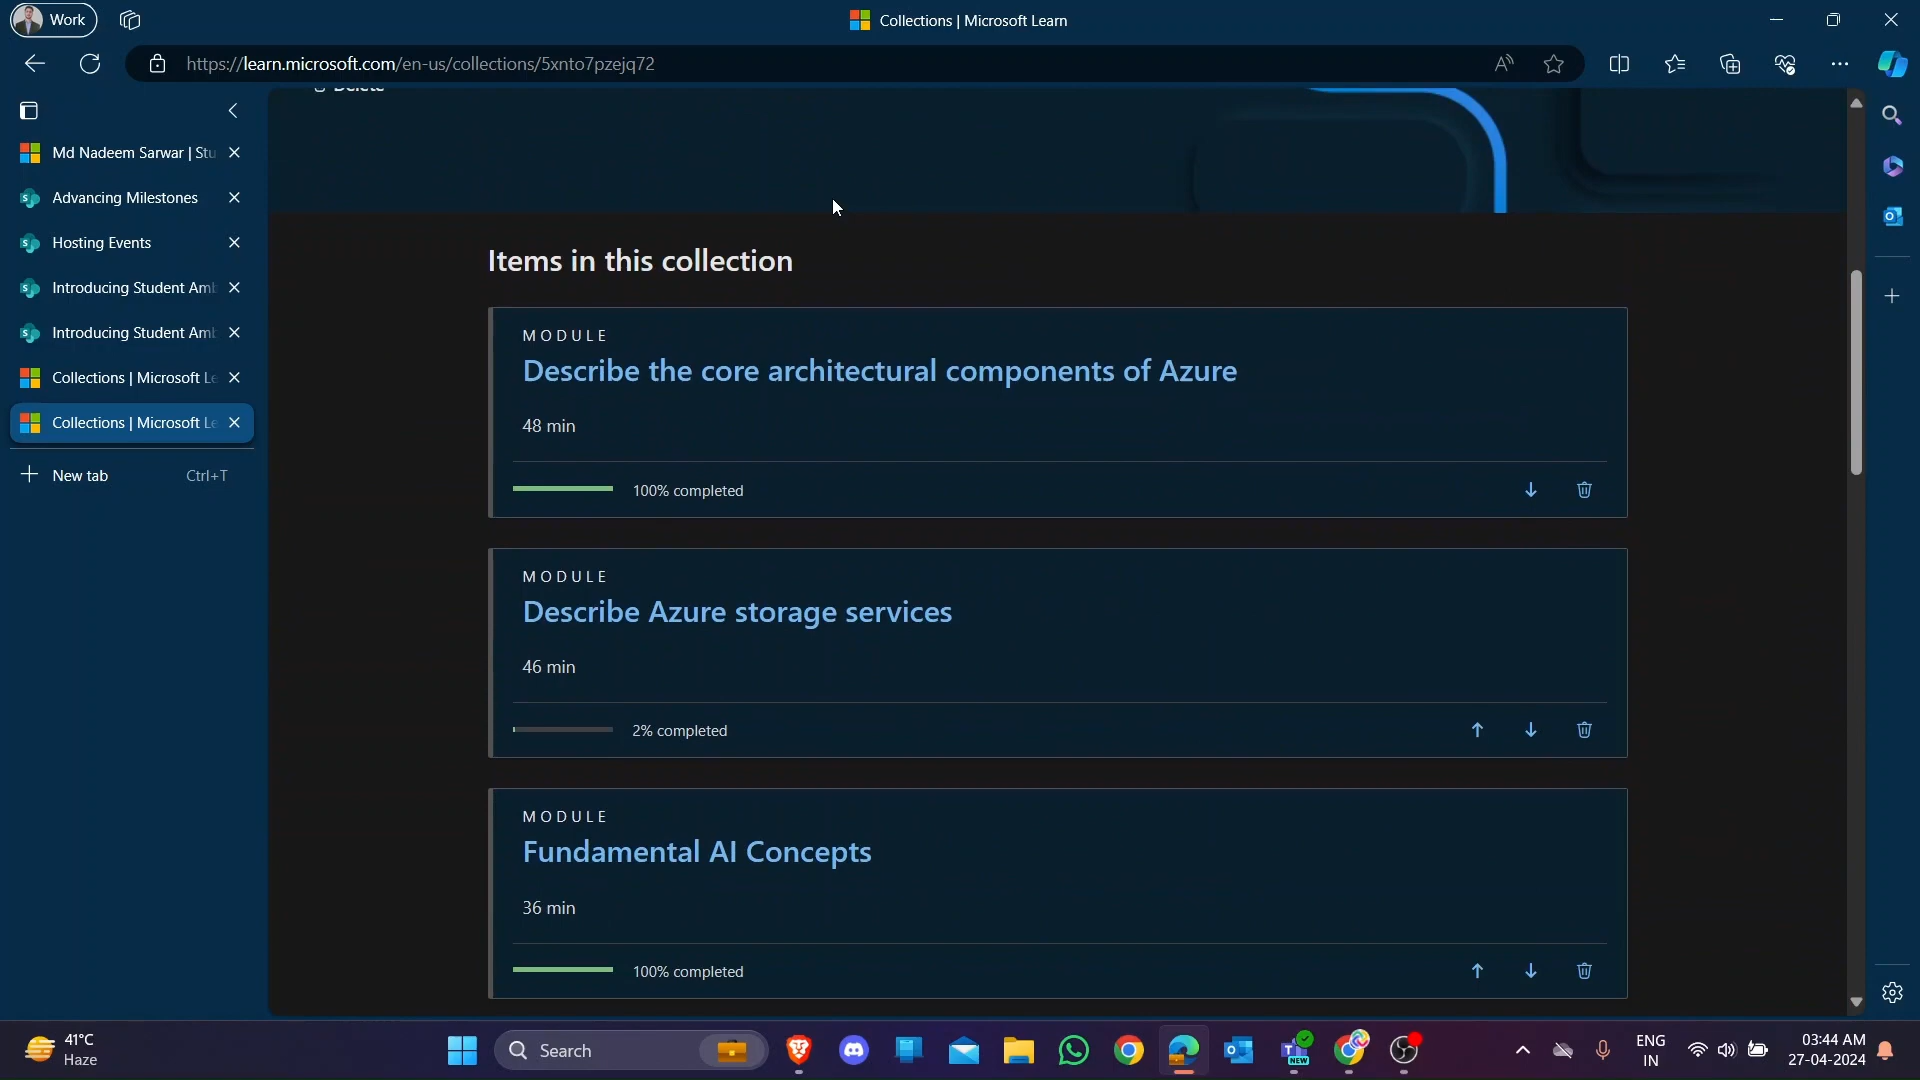 Work
Collections | Microsoft Learn
https://learn.microsoft.com/en-us/collections/5xnto7pzejq72
Delete
Md Nadeem Sarwar | Stu
Advancing Milestones
Hosting Events
Introducing Student Amb
Introducing Student Amb
Collections | Microsoft Le
Collections | Microsoft Le
New tab Ctrl+T
Items in this collection
MODULE
Describe the core architectural components of Azure
48 min
100% completed
MODULE
Describe Azure storage services
46 min
2% completed
MODULE
Fundamental AI Concepts
36 min
100% completed
41°C
Haze
Search
NEW
ENG
IN
03:44 AM
27-04-2024